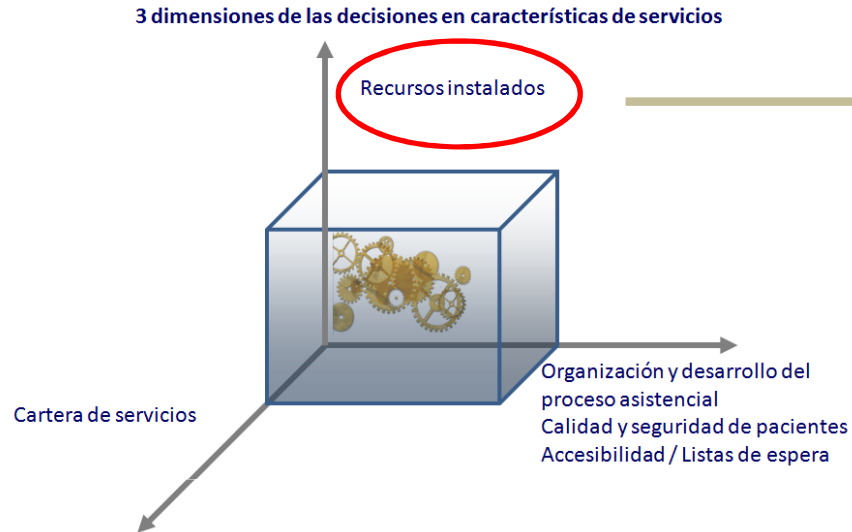 3 dimensiones de las decisiones en características de servicios
Recursos instalados
Organización y desarrollo del
proceso asistencial
Calidad y seguridad de pacientes
Accesibilidad / Listas de espera
Cartera de servicios